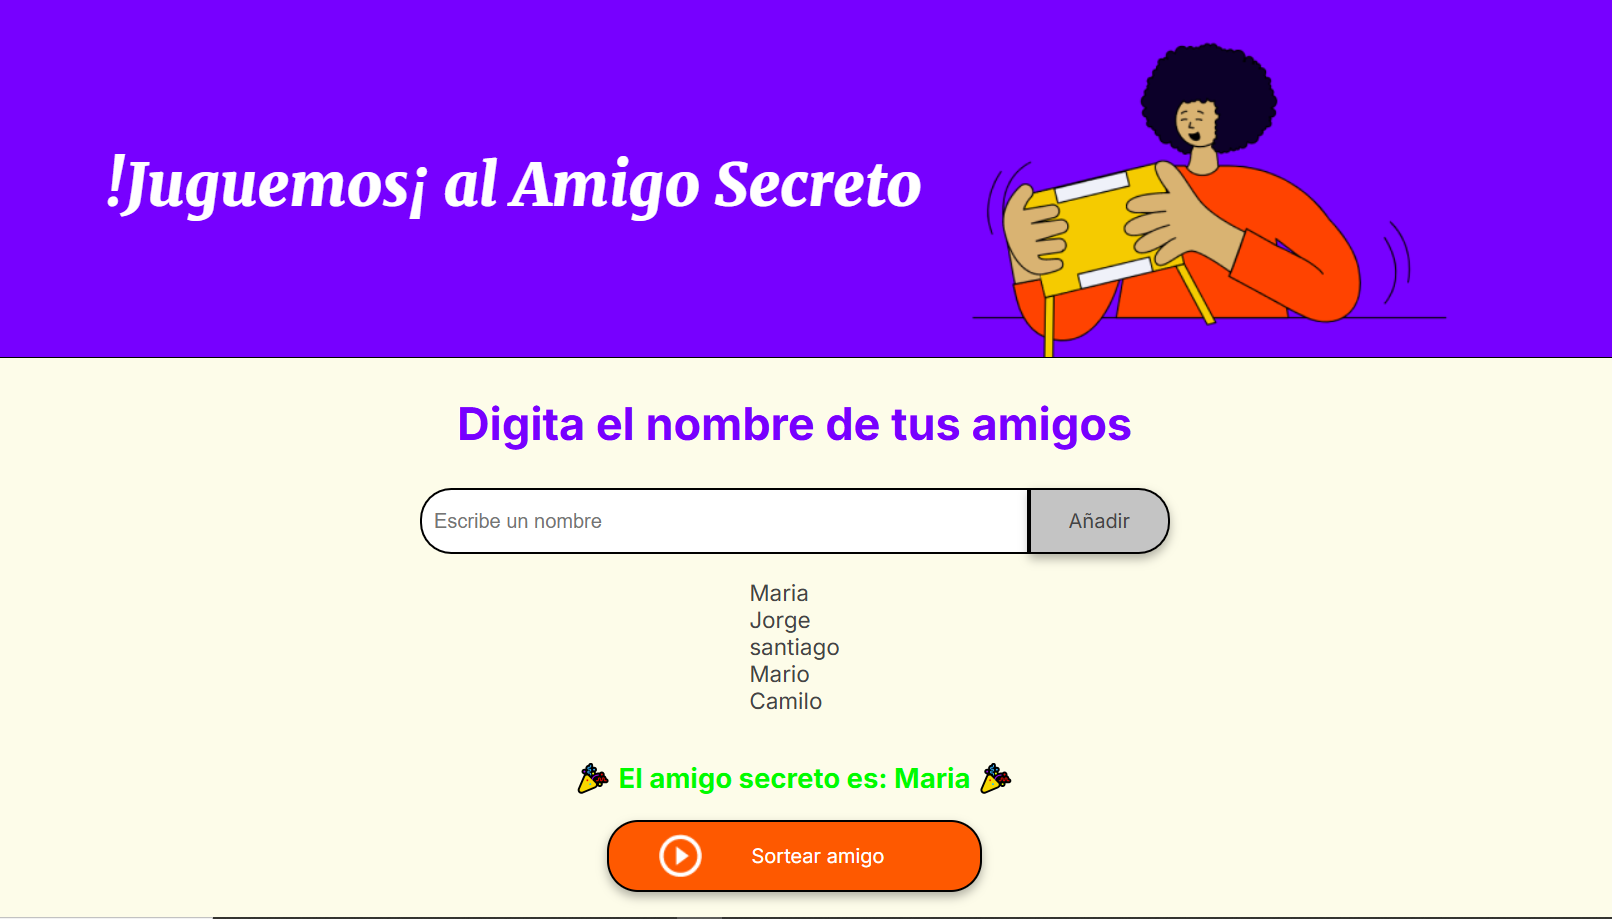 !Juguemos¡ al Amigo Secreto
Digita el nombre de tus amigos
Escribe un nombre
Añadir
Maria
Jorge
santiago
Mario
Camilo
🎉 El amigo secreto es: Maria 🎉
Sortear amigo